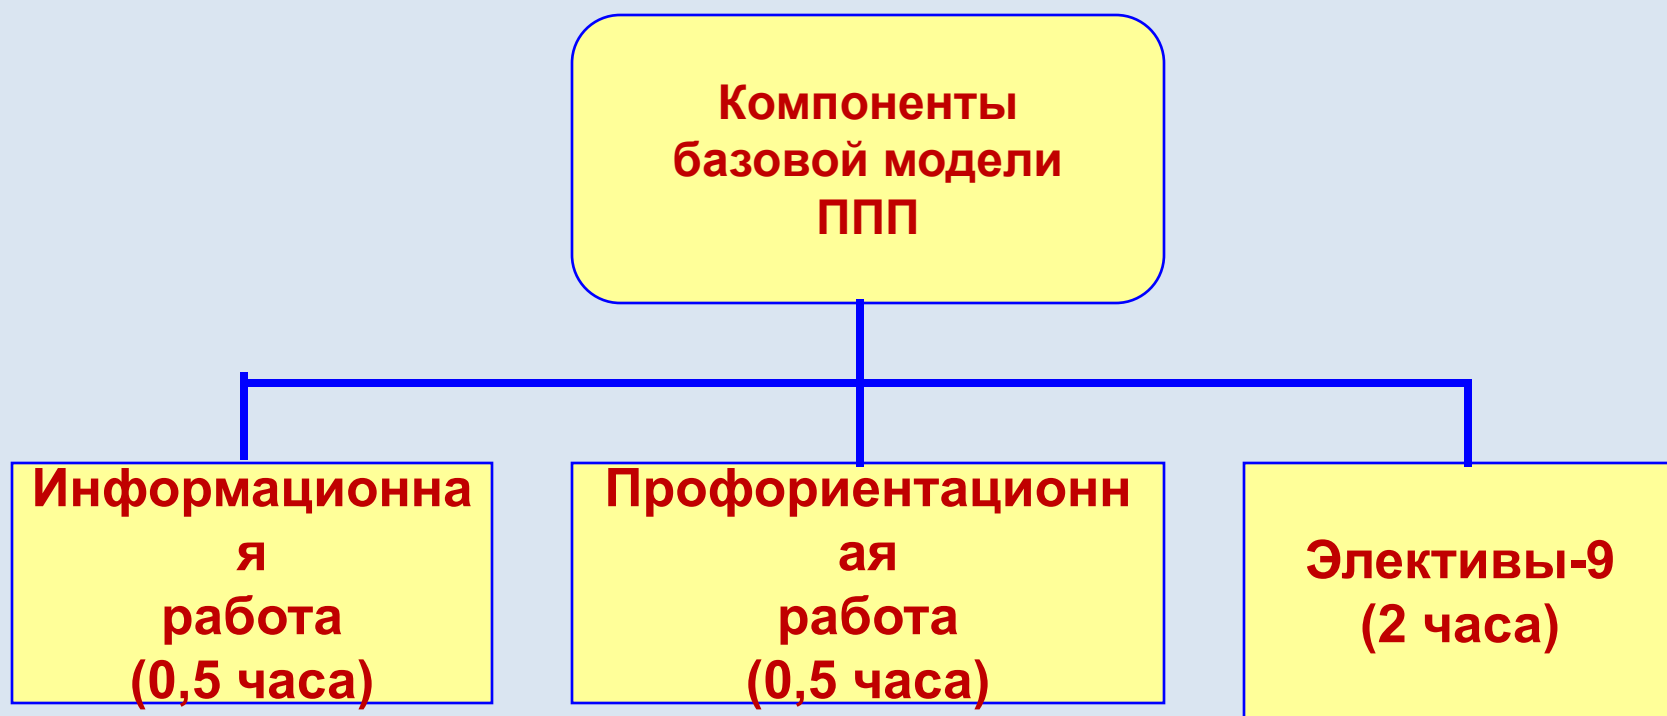 Компоненты
базовой модели
ППП
Информационна
я
работа
(0,5 часа)
Профориентационн
ая
работа
(0,5 часа)
Элективы-9
(2 часа)